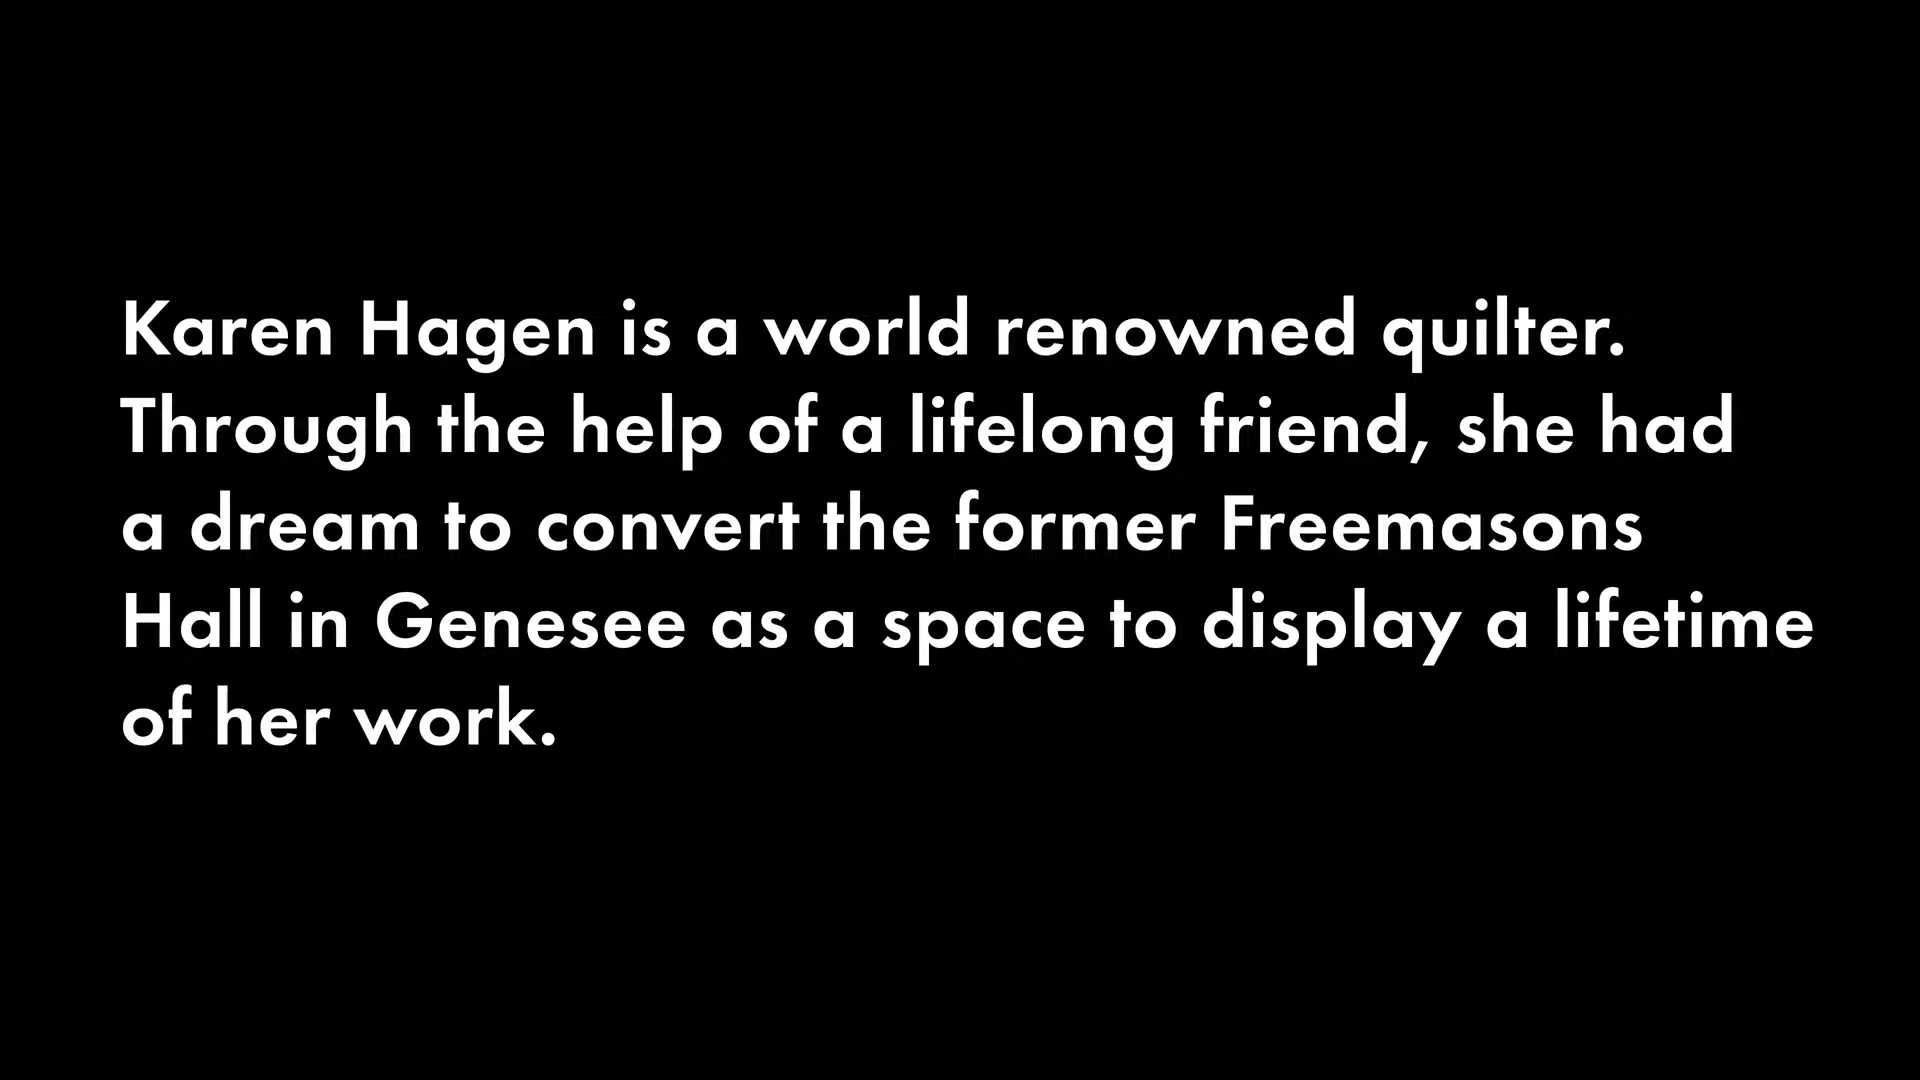 Karen Hagen is a world renowned quilter.
Through the help of a lifelong friend, she had
a dream to convert the former Freemasons
Hall in Genesee as a space to display a lifetime
of her work.